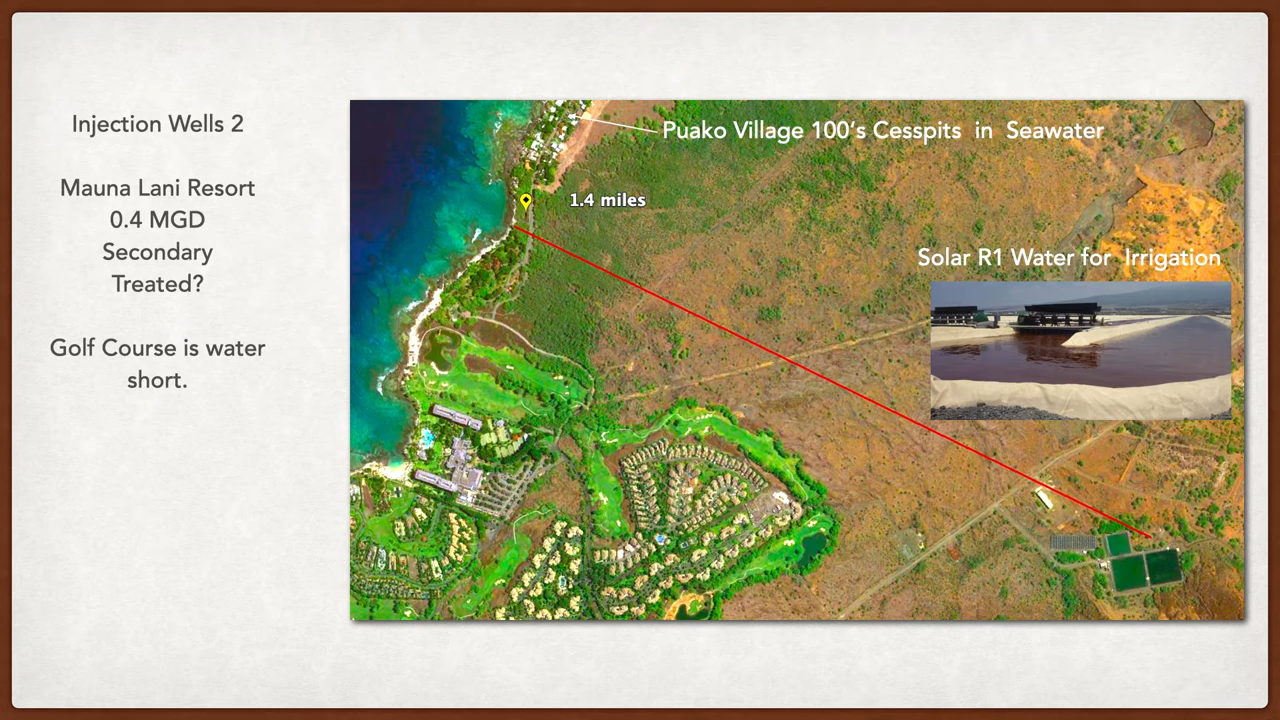 Injection Wells 2
Mauna Lani Resort
0.4 MGD
Secondary
Treated?
Golf Course is water
short.
Puako Village 100's Cesspits in Seawater
1.4 miles
Solar R1 Water for Irrigation